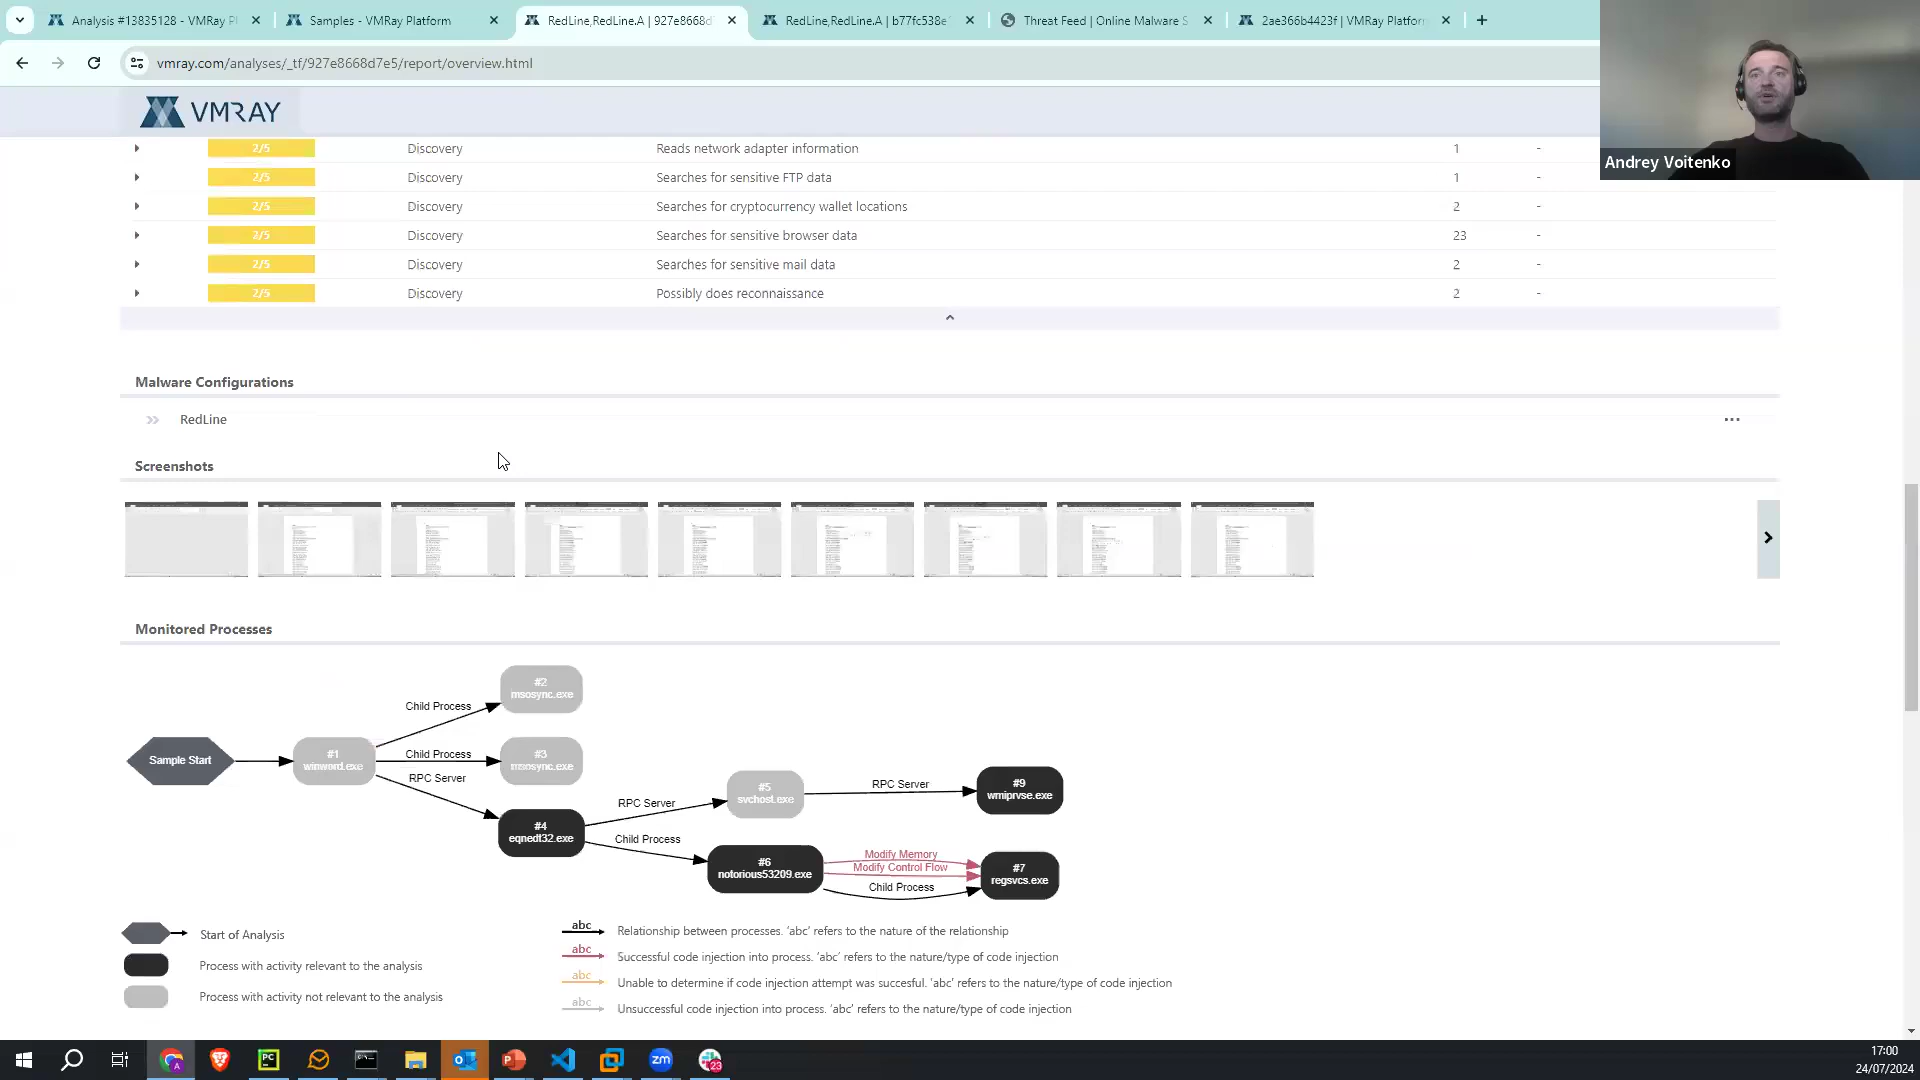 Analysis #13835128 - VMRay Pl
Samples - VMRay Platform
RedLine,RedLine.A | 927e8668d
RedLine,RedLine.A | b77fc538e
Threat Feed | Online Malware S
2ae366b4423f | VMRay Platform
vmray.com/analyses/_tf/927e8668d7e5/report/overview.html
VMRAY
Andrey Voitenko
2/5 Discovery Reads network adapter information 1 -
2/5 Discovery Searches for sensitive FTP data 1 -
2/5 Discovery Searches for cryptocurrency wallet locations 2 -
2/5 Discovery Searches for sensitive browser data 23 -
2/5 Discovery Searches for sensitive mail data 2 -
2/5 Discovery Possibly does reconnaissance 2 -
Malware Configurations
RedLine
Screenshots
Monitored Processes
Sample Start
#1
winword.exe
Child Process
#2
msosync.exe
Child Process
#3
msosync.exe
RPC Server
#4
eqnedt32.exe
RPC Server
#5
svchost.exe
RPC Server
#9
wmiprvse.exe
Child Process
#6
notorious53209.exe
Modify Memory
Modify Control Flow
Child Process
#7
regsvcs.exe
Start of Analysis
Process with activity relevant to the analysis
Process with activity not relevant to the analysis
abc Relationship between processes. 'abc' refers to the nature of the relationship
abc Successful code injection into process. 'abc' refers to the nature/type of code injection
abc Unable to determine if code injection attempt was succesful. 'abc' refers to the nature/type of code injection
abc Unsuccessful code injection into process. 'abc' refers to the nature/type of code injection
A
PC
zm
23
17:00
24/07/2024